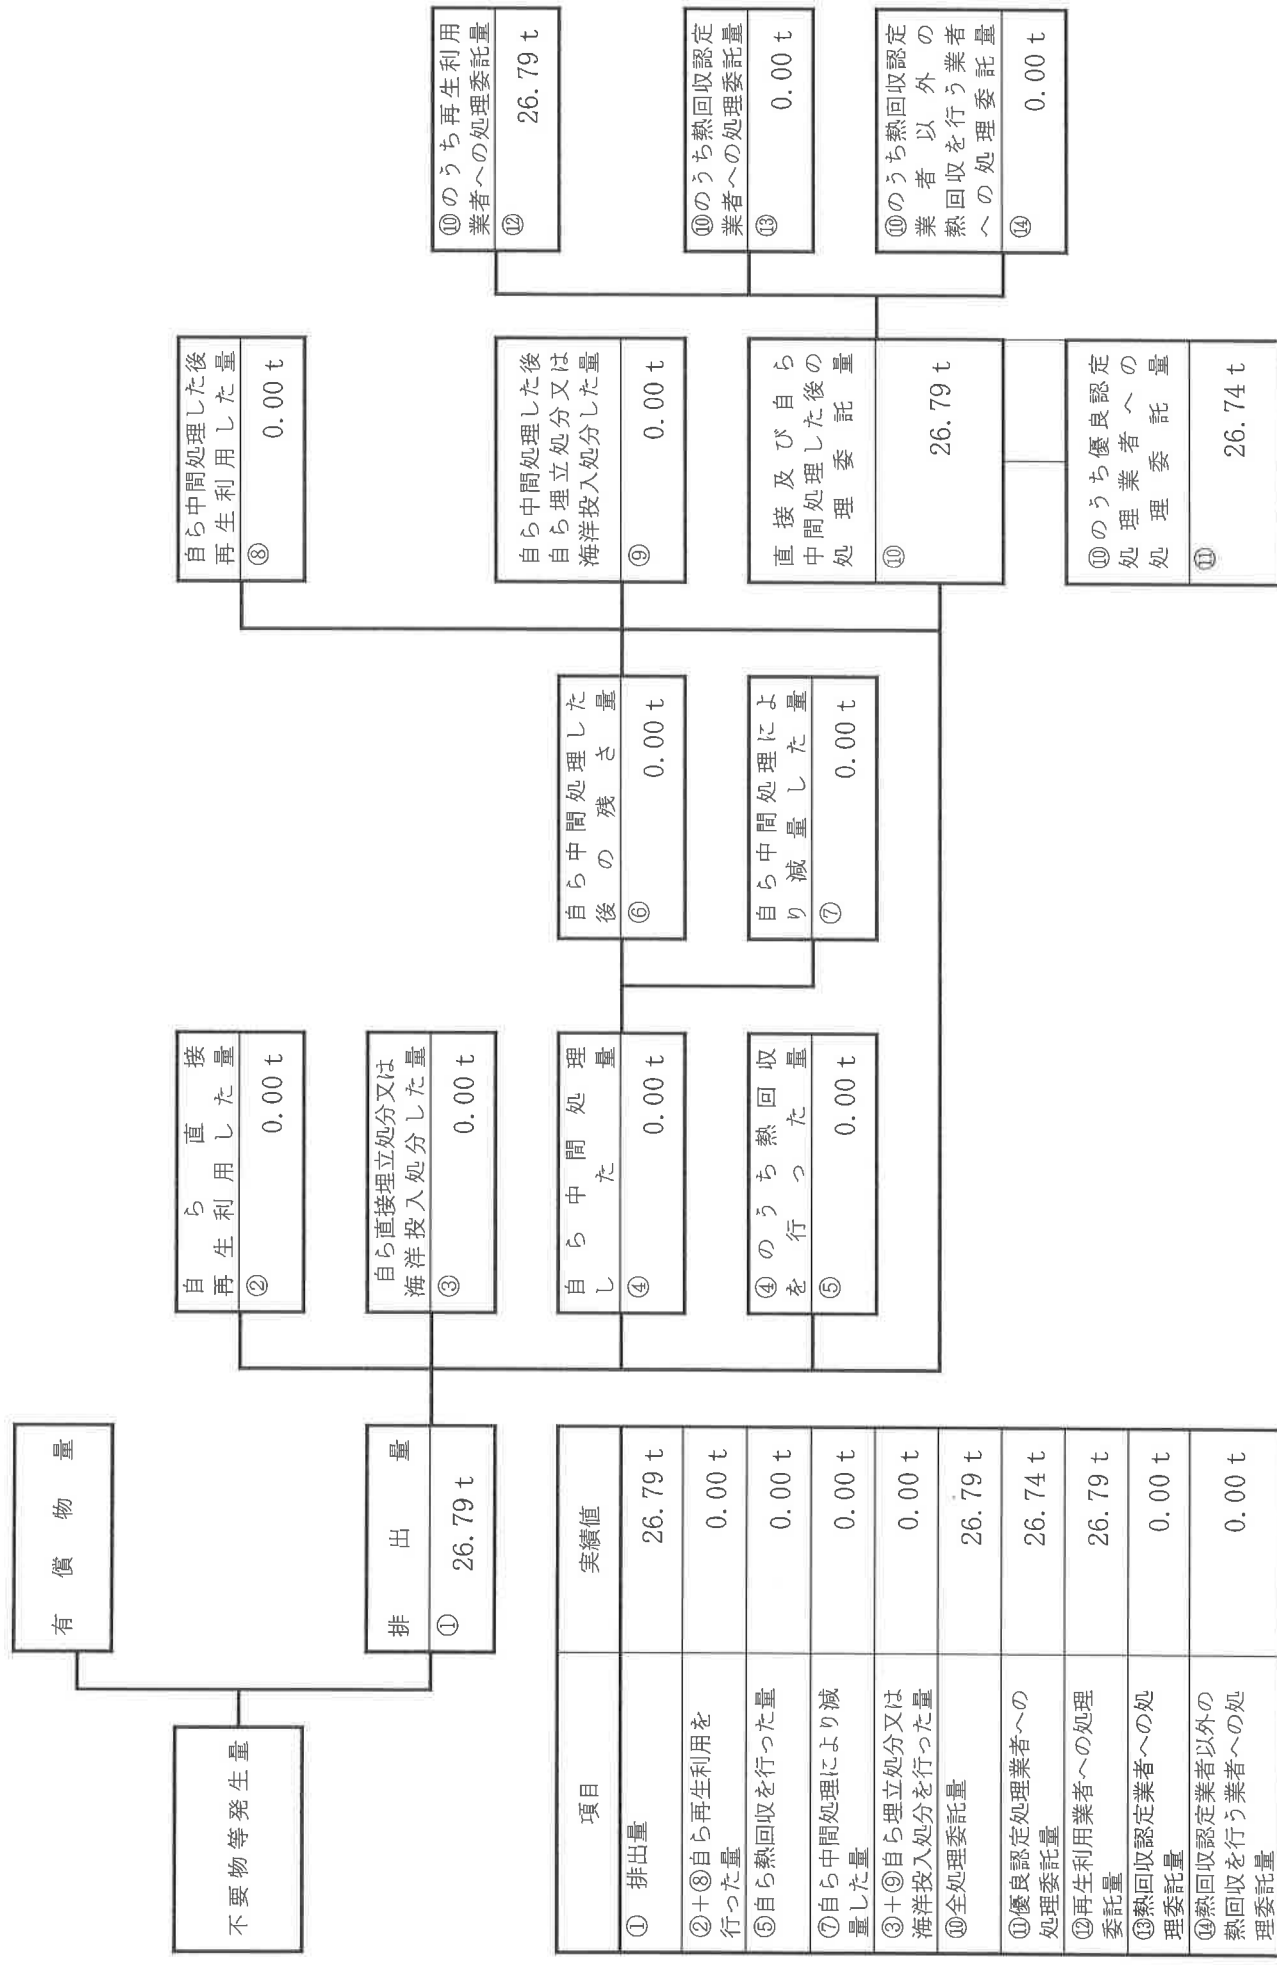 不要物等発生量
有償物量
排出量
① 26.79 t
自ら直接
再生利用した量
② 0.00 t
自ら直接埋立処分又は
海洋投入処分した量
③ 0.00 t
自ら中間処理
した量
④ 0.00 t
④のうち熱回収
を行った量
⑤ 0.00 t
自ら中間処理した
後の残さ量
⑥ 0.00 t
自ら中間処理によ
り減量した量
⑦ 0.00 t
自ら中間処理した後
再生利用した量
⑧ 0.00 t
自ら中間処理した後
自ら埋立処分又は
海洋投入処分した量
⑨ 0.00 t
直接及び自ら
中間処理した後の
処理委託量
⑩ 26.79 t
⑩のうち優良認定
処理業者への
処理委託量
⑪ 26.74 t
⑩のうち再生利用
業者への処理委託量
⑫ 26.79 t
⑩のうち熱回収認定
業者への処理委託量
⑬ 0.00 t
⑩のうち熱回収認定
業者以外の
熱回収を行う業者
への処理委託量
⑭ 0.00 t
項目 実績値
① 排出量 26.79 t
②+⑧自ら再生利用を
行った量 0.00 t
⑤自ら熱回収を行った量 0.00 t
⑦自ら中間処理により減
量した量 0.00 t
③+⑨自ら埋立処分又は
海洋投入処分を行った量 0.00 t
⑩全処理委託量 26.79 t
⑪優良認定処理業者への
処理委託量 26.74 t
⑫再生利用業者への処理
委託量 26.79 t
⑬熱回収認定業者への処
理委託量 0.00 t
⑭熱回収認定業者以外の
熱回収を行う業者への処
理委託量 0.00 t